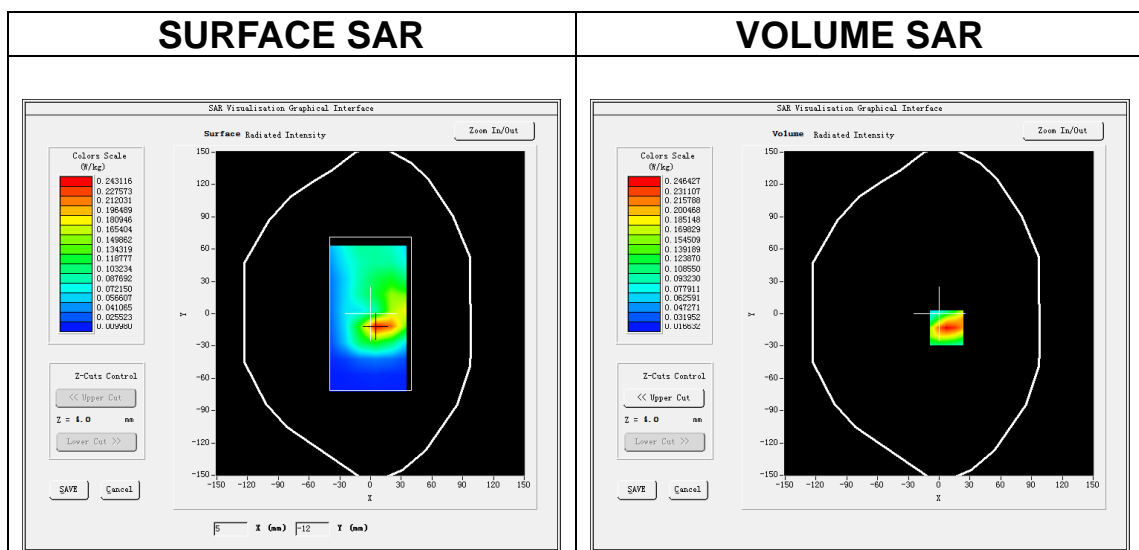 SURFACE SAR
VOLUME SAR
SAR Visualisation Graphical Interface
Surface Radiated Intensity
Zoom In/Out
Colors Scale
(W/kg)
0.243116
0.227573
0.212031
0.196489
0.180946
0.165404
0.149862
0.134319
0.118777
0.103234
0.087692
0.072150
0.056607
0.041065
0.025523
0.009980
Z-Cuts Control
<< Upper Cut
Z = 4.0 mm
Lower Cut >>
SAVE
Cancel
150
120
90
60
30
0
-30
-60
-90
-120
-150
Y
-150 -120 -90 -60 -30 0 30 60 90 120 150
X
5 X (mm) -12 Y (mm)
SAR Visualisation Graphical Interface
Volume Radiated Intensity
Zoom In/Out
Colors Scale
(W/kg)
0.246427
0.231107
0.215788
0.200468
0.185148
0.169829
0.154509
0.139189
0.123870
0.108550
0.093230
0.077911
0.062591
0.047271
0.031952
0.016632
Z-Cuts Control
<< Upper Cut
Z = 4.0 mm
Lower Cut >>
SAVE
Cancel
150
120
90
60
30
0
-30
-60
-90
-120
-150
Y
-150 -120 -90 -60 -30 0 30 60 90 120 150
X